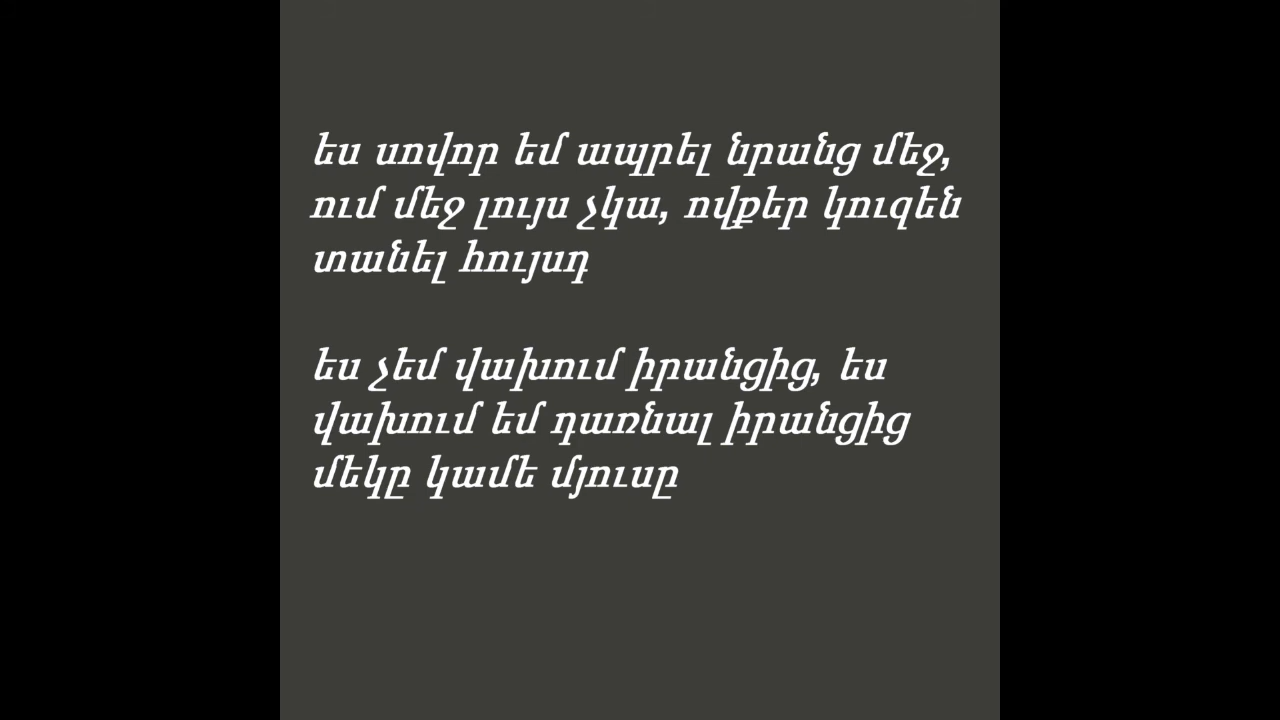 ես սովոր եմ ապրել նրանց մեջ,
ում մեջ լույս չկա, ովքեր կուզեն
տանել հույսդ
ես չեմ վախում իրանցից, ես
վախում եմ դառնալ իրանցից
մեկը կամե մյուսը